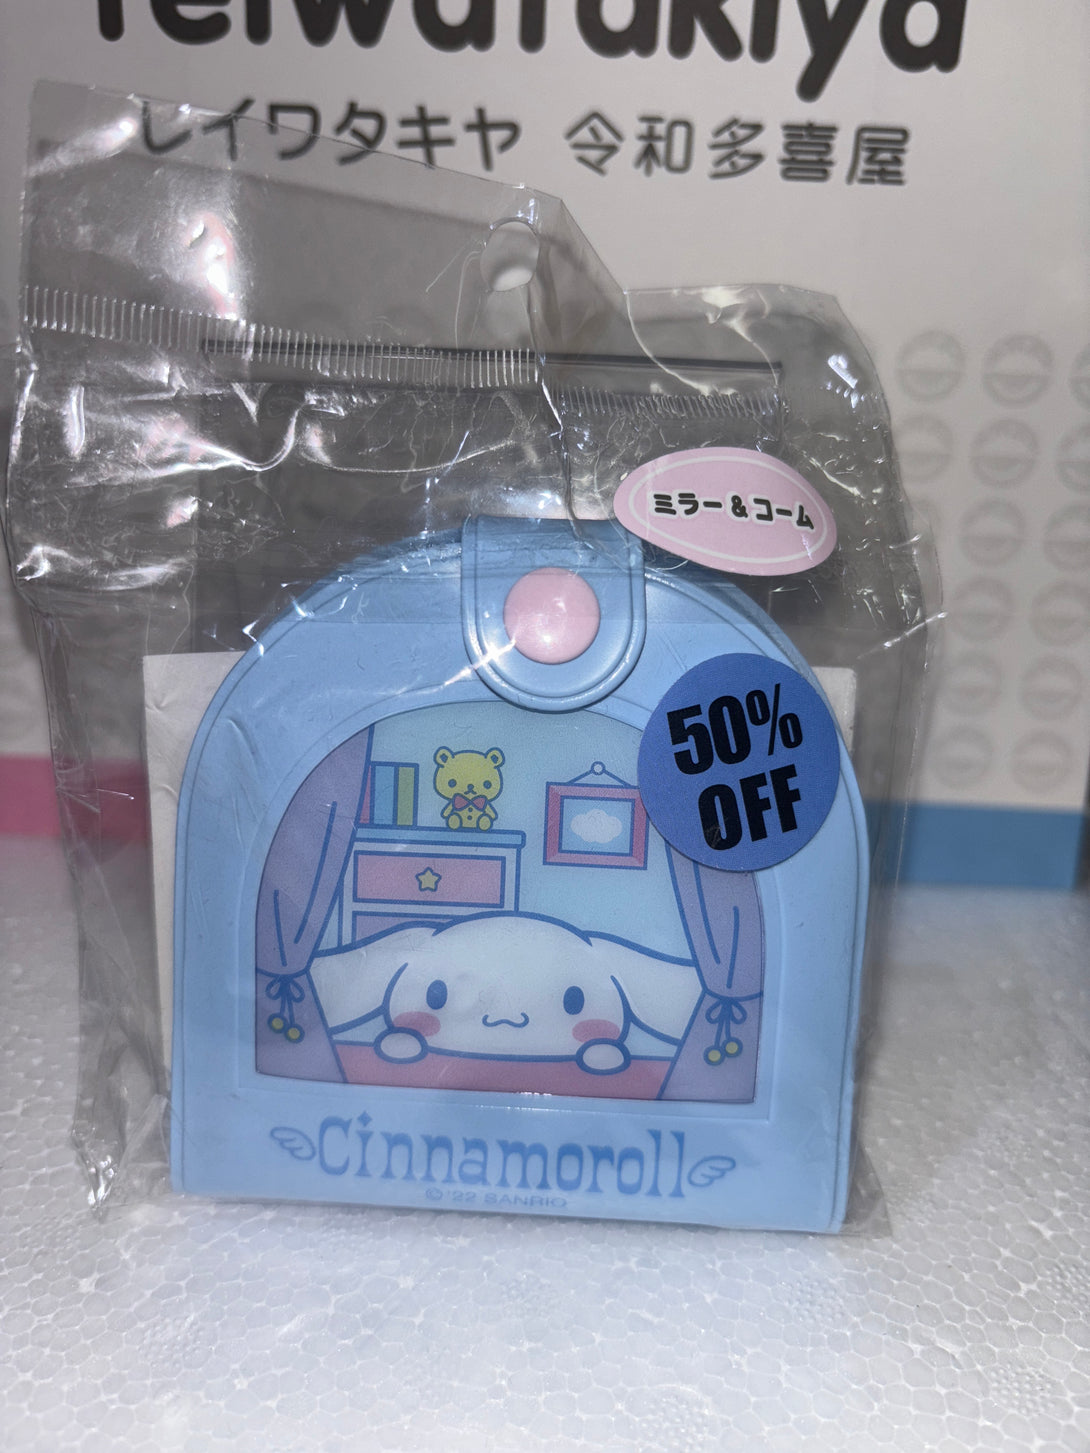 Reiwatakiya
レイワタキヤ 令和多喜屋
ミラー&コーム
50%
OFF
Cinnamoroll
© '22 SANRIO